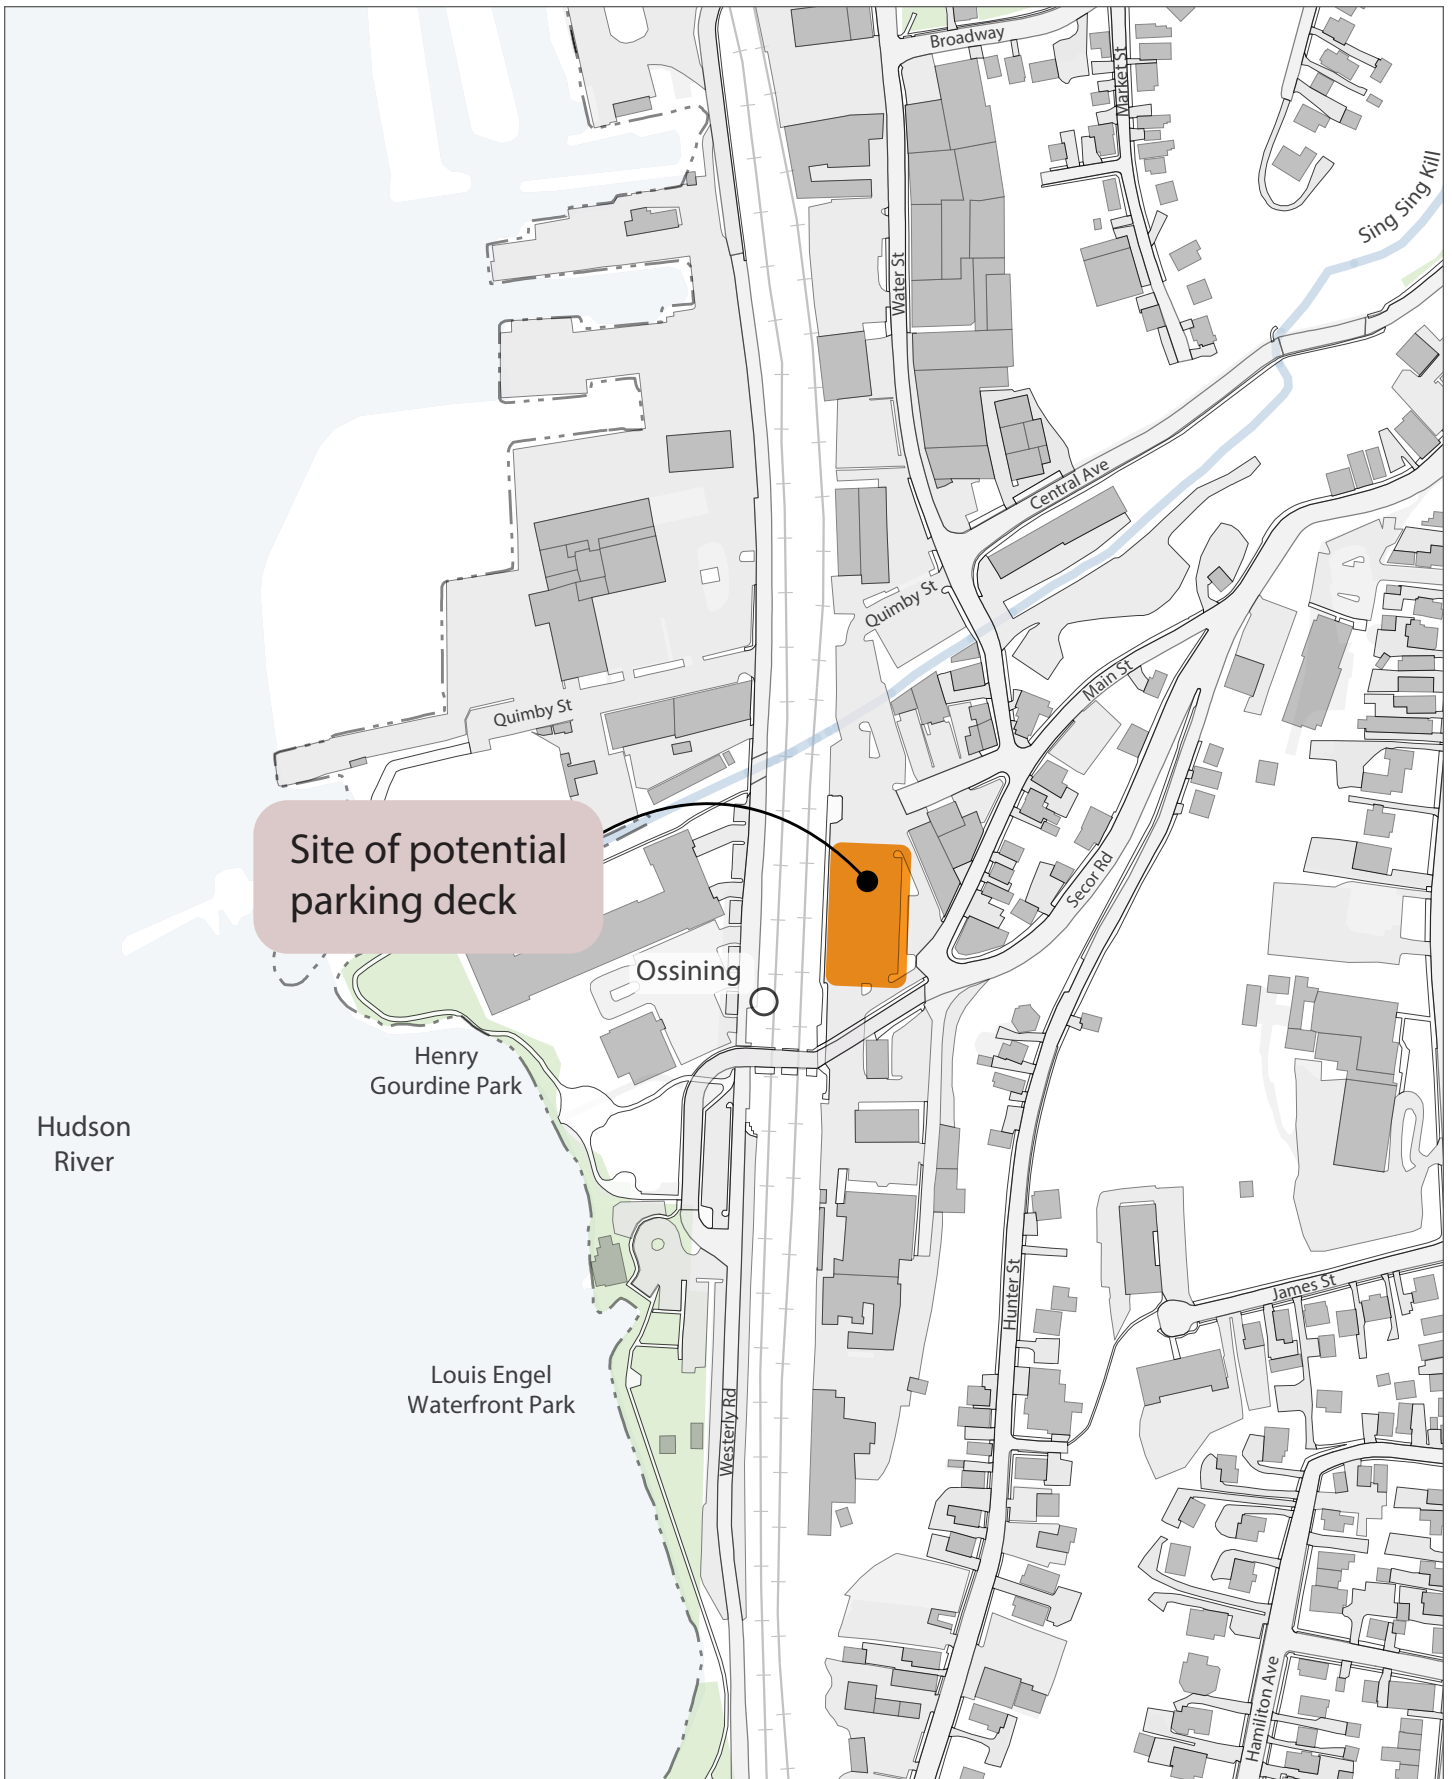 Broadway
Market St
Sing Sing Kill
Water St
Central Ave
Quimby St
Main St
Quimby St
Site of potential
parking deck
Secor Rd
Ossining
Henry
Gourdine Park
Hudson
River
Hunter St
James St
Louis Engel
Waterfront Park
Westerly Rd
Hamiliton Ave